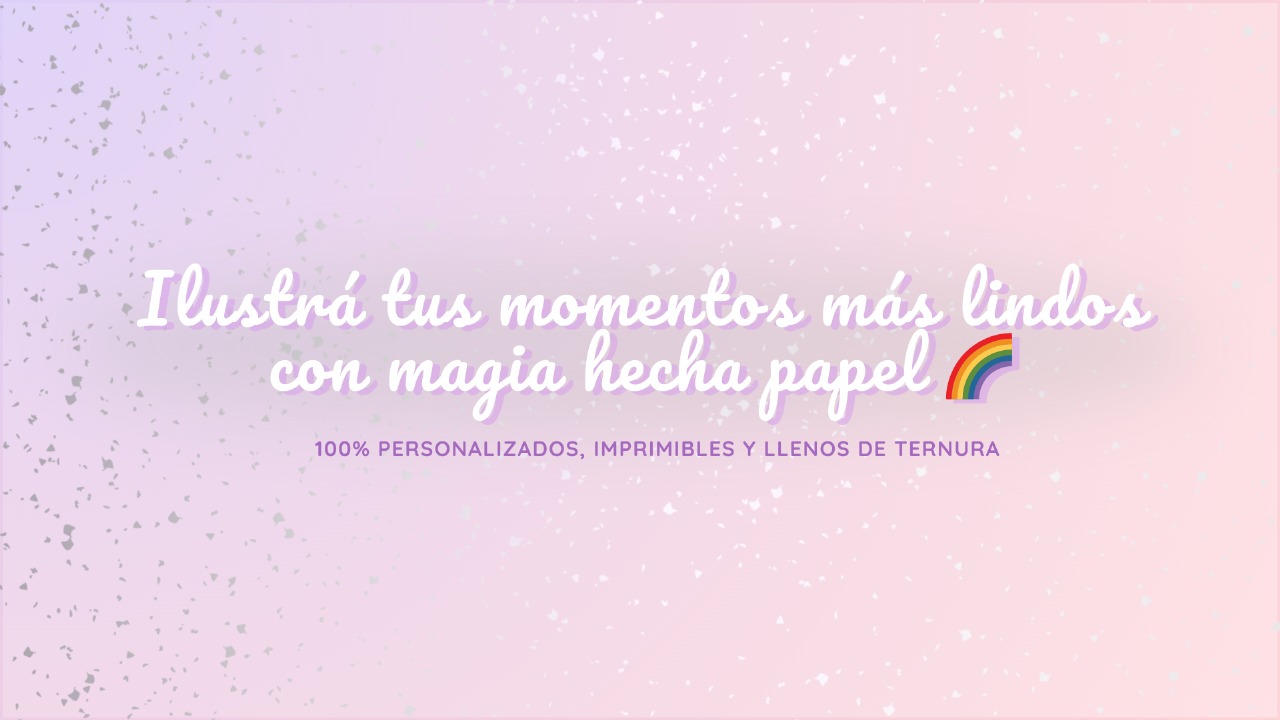 Ilustrá tus momentos más lindos
con magia hecha papel 🌈
100% PERSONALIZADOS, IMPRIMIBLES Y LLENOS DE TERNURA